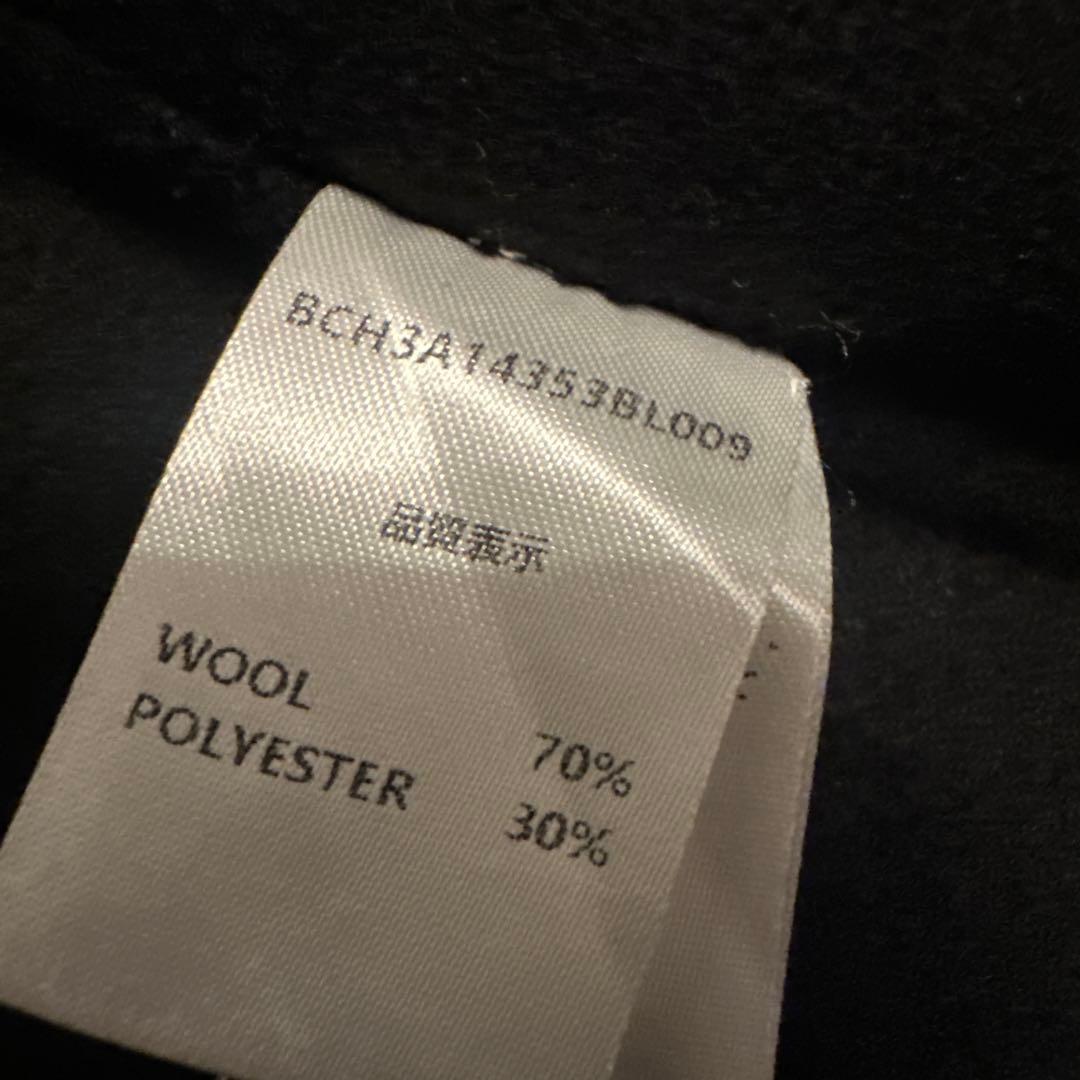 BCH3A14353BL009
品質表示
WOOL 70%
POLYESTER 30%